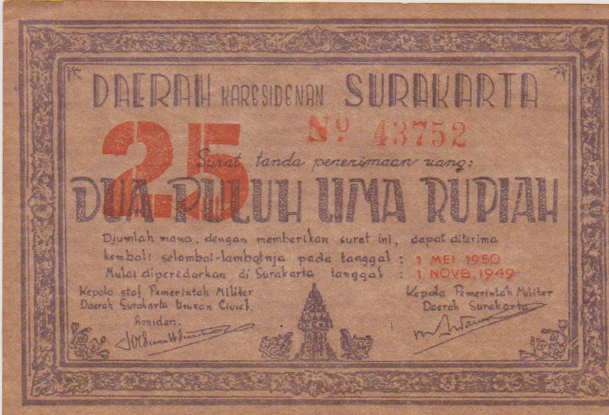 DAERAH KARESIDENAN SURAKARTA
25
Nº 43752
Surat tanda penerimaan uang:
DUA PULUH LIMA RUPIAH
Djumlah mana, dengan memberikan surat ini, dapat diterima
kembali selambat-lambatnja pada tanggal : 1 MEI 1950
Mulai diperedarkan di Surakarta tanggal : 1 NOVB. 1949
Kepala staf Pemerintah Militer
Daerah Surakarta Urusan Civiel,
Kepala Pemerintah Militer
Daerah Surakarta